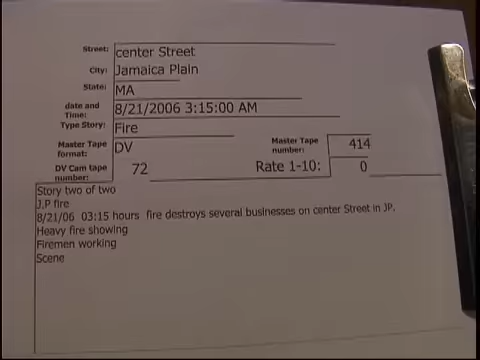 Street: center Street
City: Jamaica Plain
State: MA
date and Time: 8/21/2006 3:15:00 AM
Type Story: Fire
Master Tape format: DV Master Tape number: 414
DV Cam tape number: 72 Rate 1-10: 0
Story two of two
J.P fire
8/21/06 03:15 hours fire destroys several businesses on center Street in JP.
Heavy fire showing
Firemen working
Scene